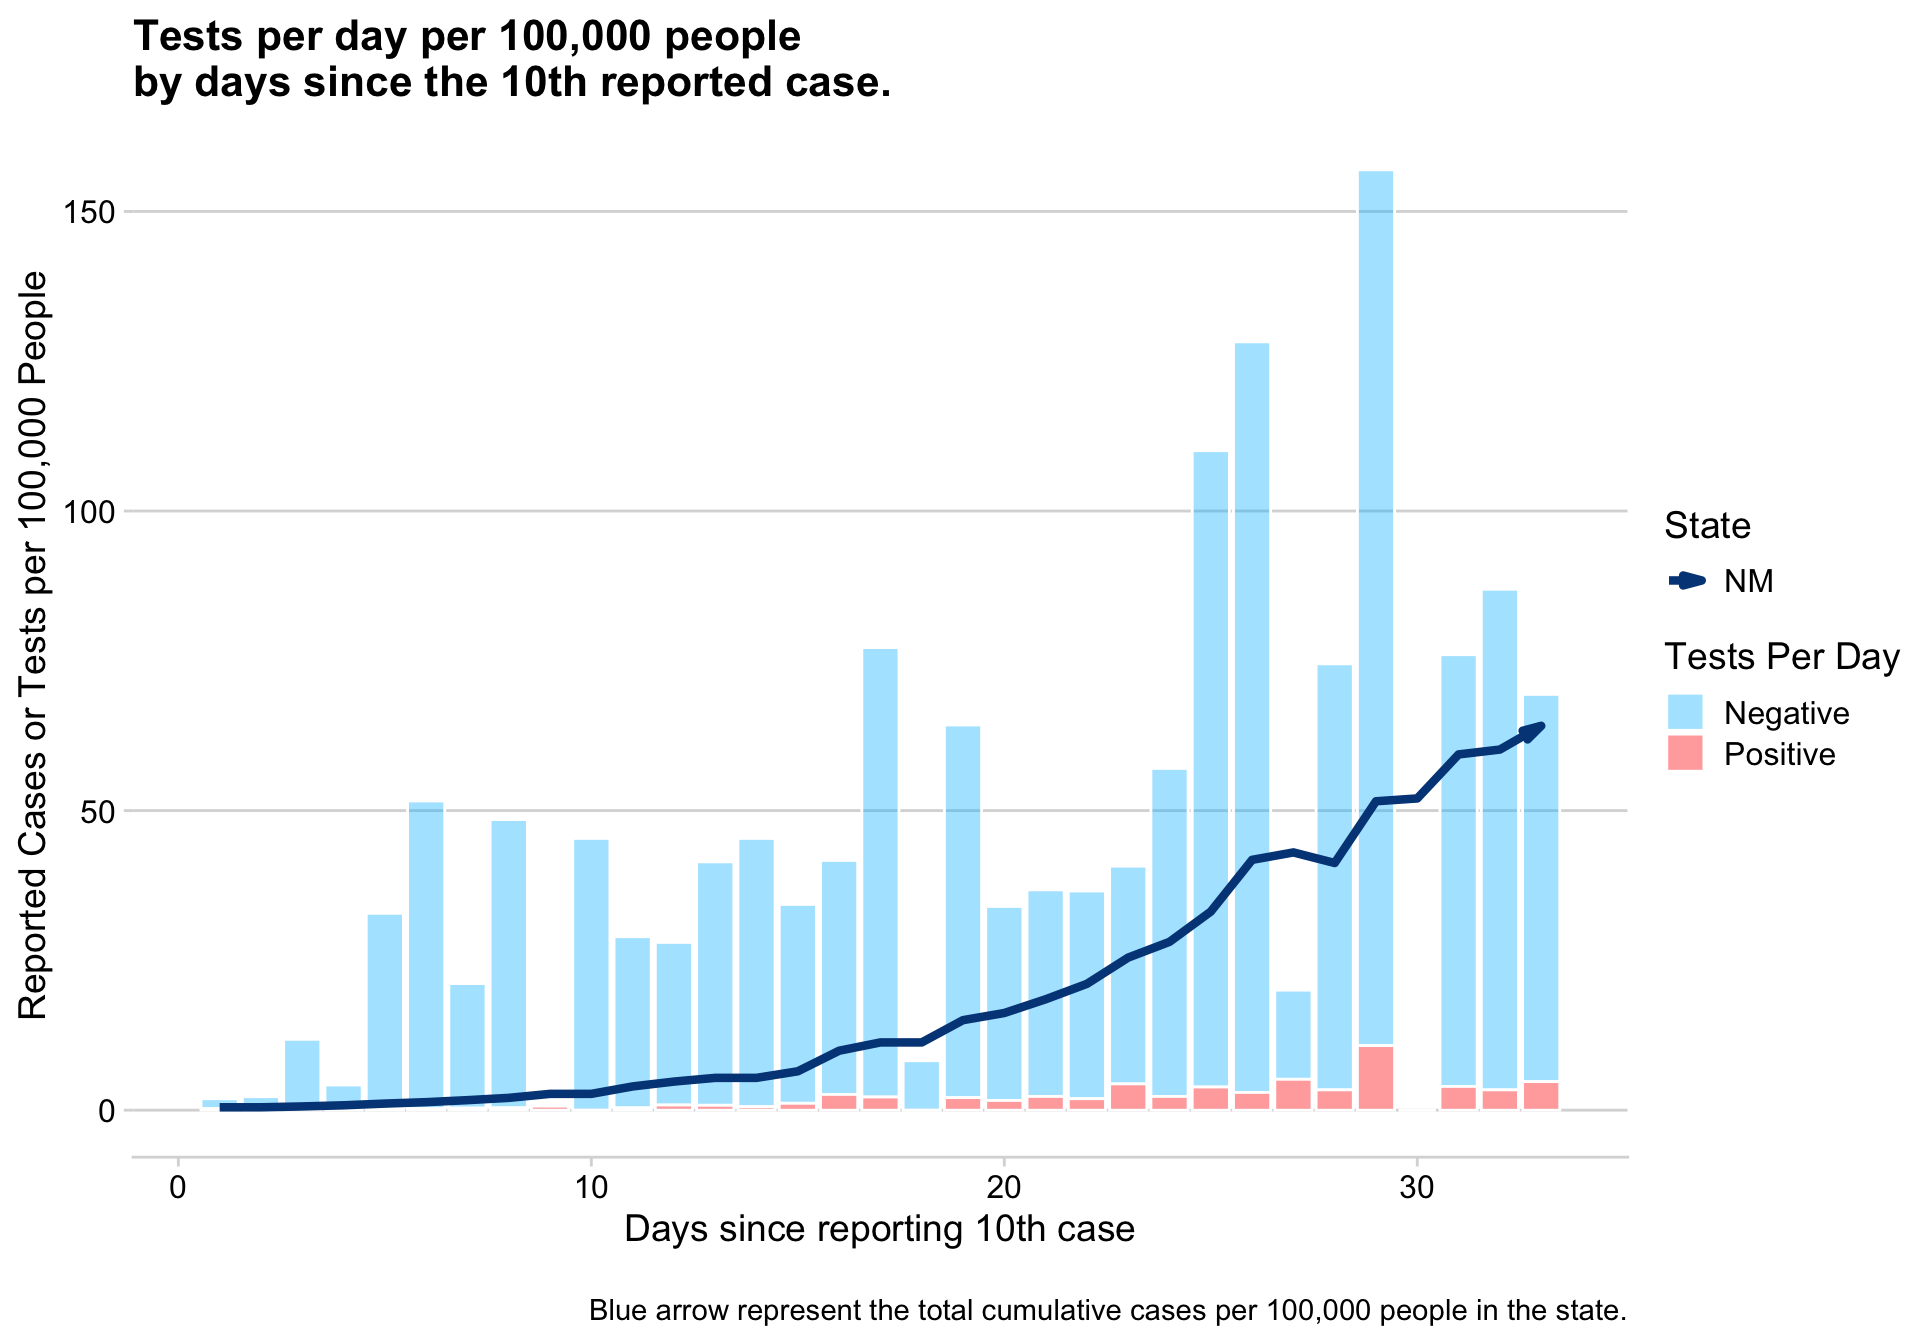 Tests per day per 100,000 people
by days since the 10th reported case.
Reported Cases or Tests per 100,000 People
150
100
50
0
0
10
20
30
Days since reporting 10th case
State
NM
Tests Per Day
Negative
Positive
Blue arrow represent the total cumulative cases per 100,000 people in the state.